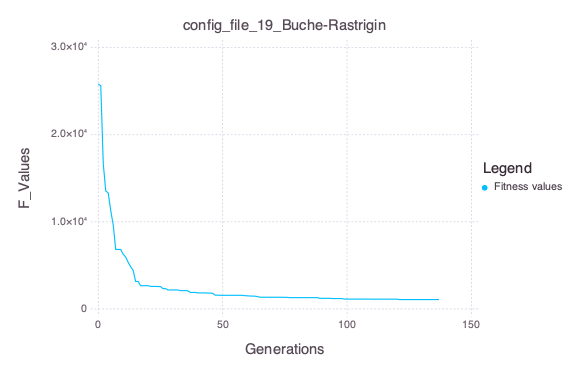 config_file_19_Buche-Rastrigin
F_Values
3.0×10⁴
2.0×10⁴
1.0×10⁴
0
0
50
100
150
Generations
Legend
Fitness values